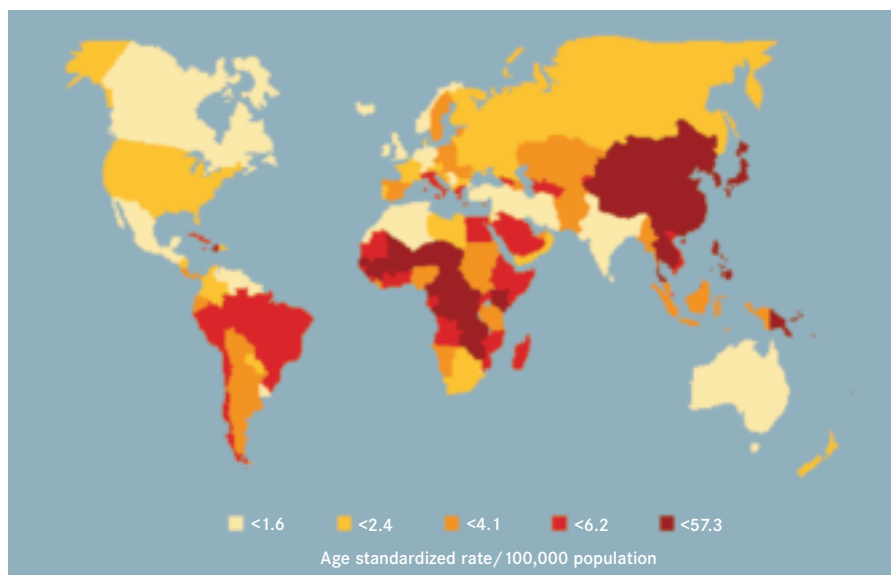 <1.6 <2.4 <4.1 <6.2 <57.3
Age standardized rate/100,000 population